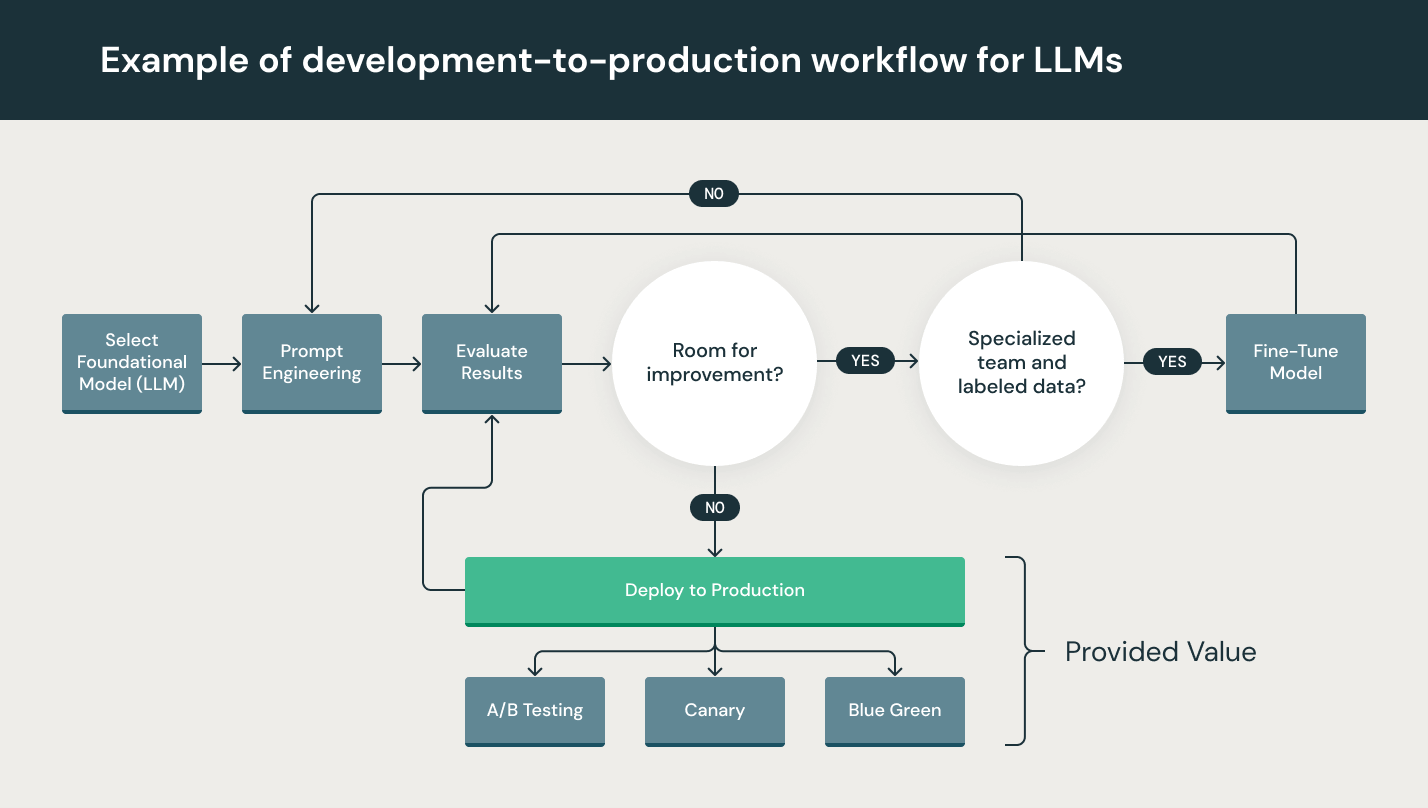 Example of development-to-production workflow for LLMs
NO
Select
Foundational
Model (LLM)
Prompt
Engineering
Evaluate
Results
Room for
improvement?
YES
Specialized
team and
labeled data?
YES
Fine-Tune
Model
NO
Deploy to Production
Provided Value
A/B Testing
Canary
Blue Green